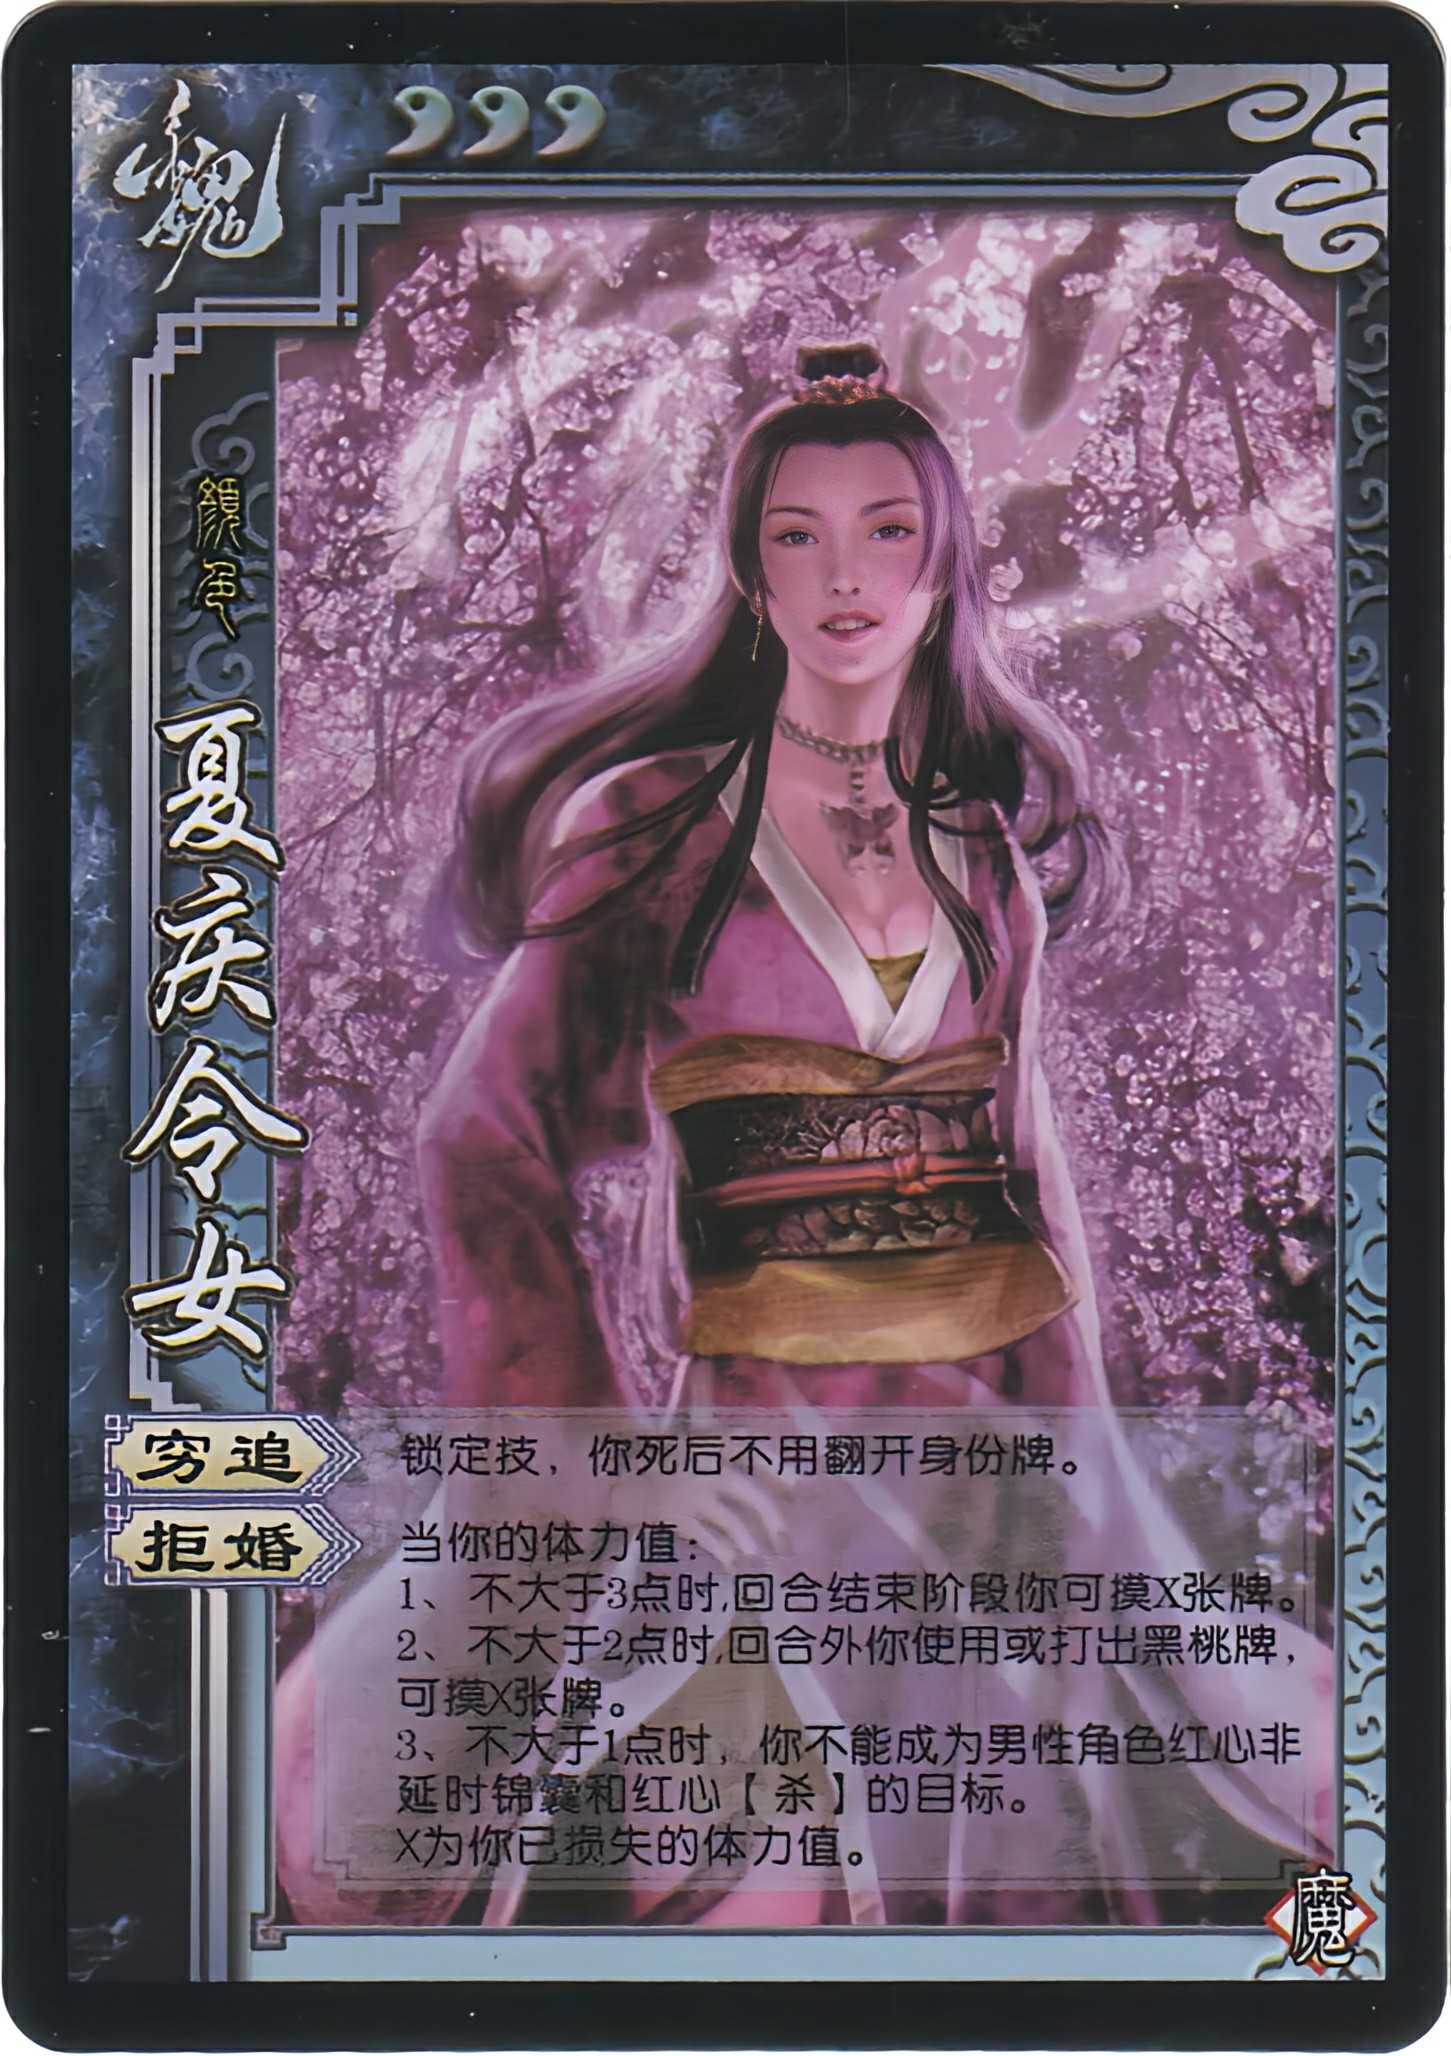 魏
颜色
夏庆令女
穷追
锁定技，你死后不用翻开身份牌。
拒婚
当你的体力值：
1、不大于3点时,回合结束阶段你可摸X张牌。
2、不大于2点时,回合外你使用或打出黑桃牌，
可摸X张牌。
3、不大于1点时，你不能成为男性角色红心非
延时锦囊和红心【杀】的目标。
X为你已损失的体力值。
魔